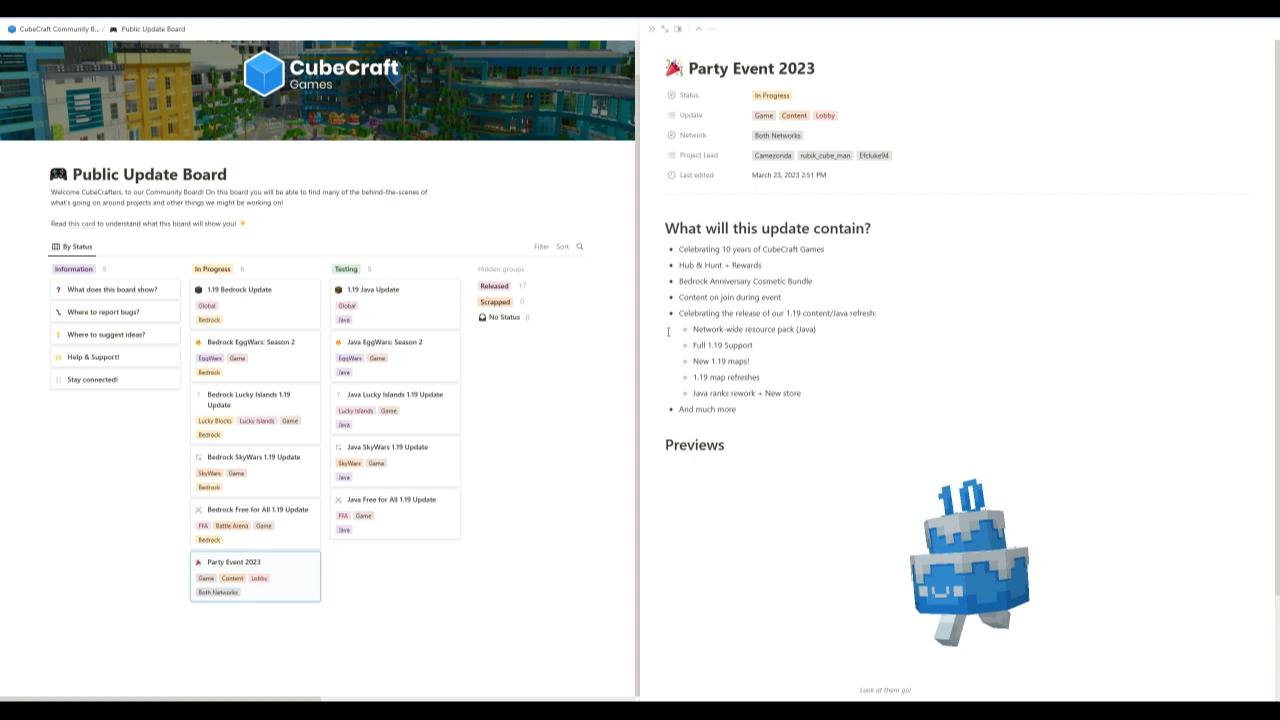 CubeCraft Community B... / Public Update Board
CubeCraft
Games
Public Update Board
Welcome CubeCrafters, to our Community Board! On this board you will be able to find many of the behind-the-scenes of
what's going on around projects and other things we might be working on!
Read this card to understand what this board will show you!
By Status
Filter Sort
Information 5
What does this board show?
Where to report bugs?
Where to suggest ideas?
Help & Support!
Stay connected!
In Progress 6
1.19 Bedrock Update
Global
Bedrock
Bedrock EggWars: Season 2
EggWars Game
Bedrock
Bedrock Lucky Islands 1.19
Update
Lucky Blocks Lucky Islands Game
Bedrock
Bedrock SkyWars 1.19 Update
SkyWars Game
Bedrock
Bedrock Free for All 1.19 Update
FFA Battle Arena Game
Bedrock
Party Event 2023
Game Content Lobby
Both Networks
Testing 5
1.19 Java Update
Global
Java
Java EggWars: Season 2
EggWars Game
Java
Java Lucky Islands 1.19 Update
Lucky Islands Game
Java
Java SkyWars 1.19 Update
SkyWars Game
Java
Java Free for All 1.19 Update
FFA Game
Java
Hidden groups
Released 17
Scrapped 0
No Status 0
Party Event 2023
Status In Progress
Update Game Content Lobby
Network Both Networks
Project Lead Camezonda rubik_cube_man Efcluke94
Last edited March 23, 2023 2:51 PM
What will this update contain?
Celebrating 10 years of CubeCraft Games
Hub & Hunt + Rewards
Bedrock Anniversary Cosmetic Bundle
Content on join during event
Celebrating the release of our 1.19 content/Java refresh:
Network-wide resource pack (Java)
Full 1.19 Support
New 1.19 maps!
1.19 map refreshes
Java ranks rework + New store
And much more
Previews
10
Look at them go!